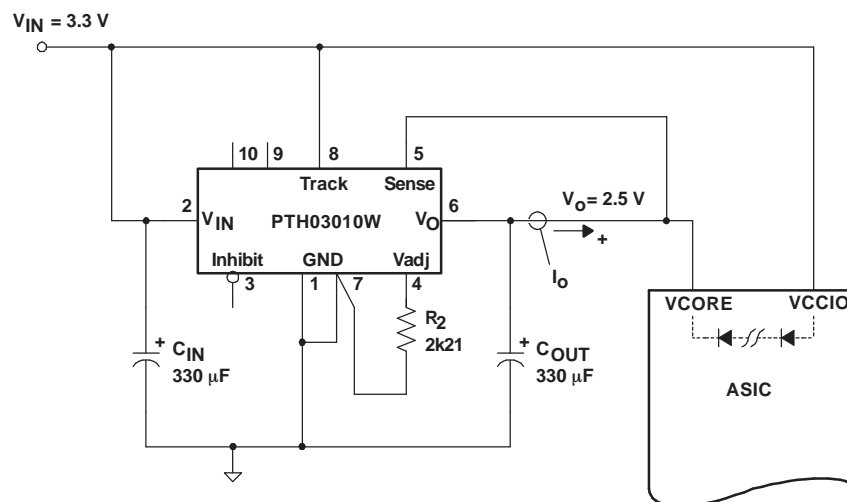 VIN = 3.3 V
10 9 8 5
Track Sense
2 VIN PTH03010W VO 6 Vo= 2.5 V
+
Inhibit GND Vadj
Io
3 1 7 4
VCORE VCCIO
R2
2k21
+ CIN
330 μF
+ COUT
330 μF
ASIC